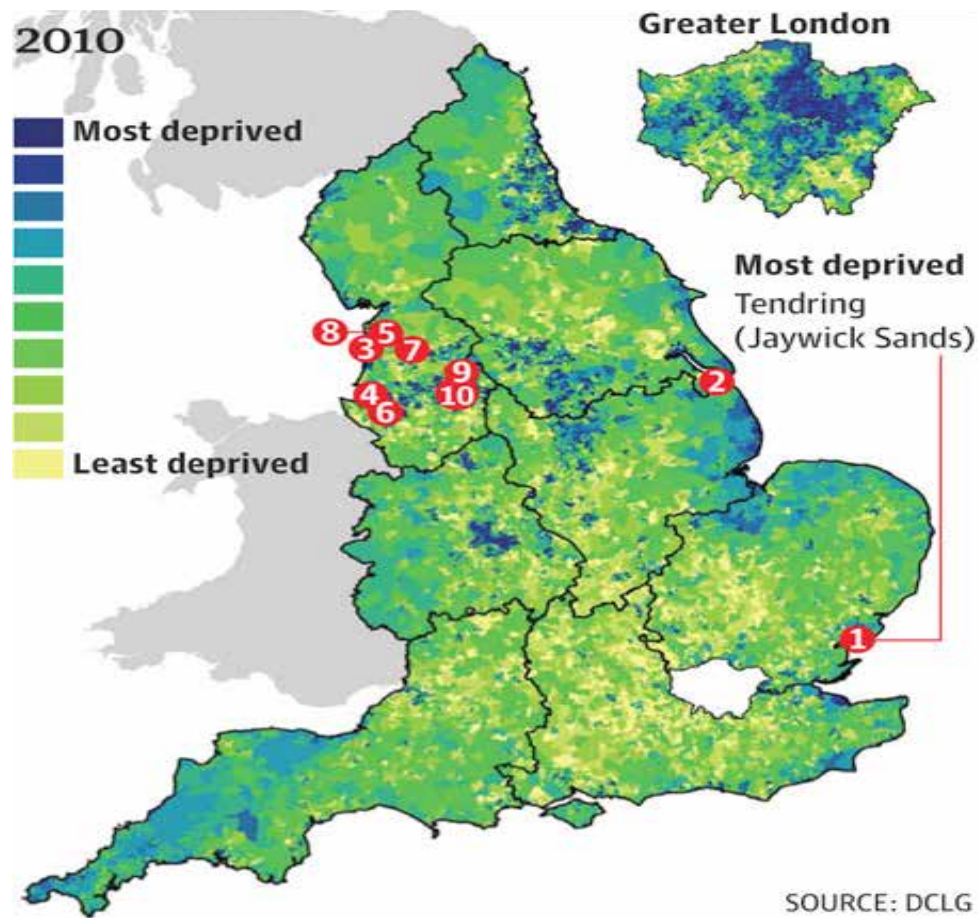 2010
Greater London
Most deprived
Least deprived
Most deprived
Tendring
(Jaywick Sands)
8
5
3
7
9
4
10
6
2
1
SOURCE: DCLG